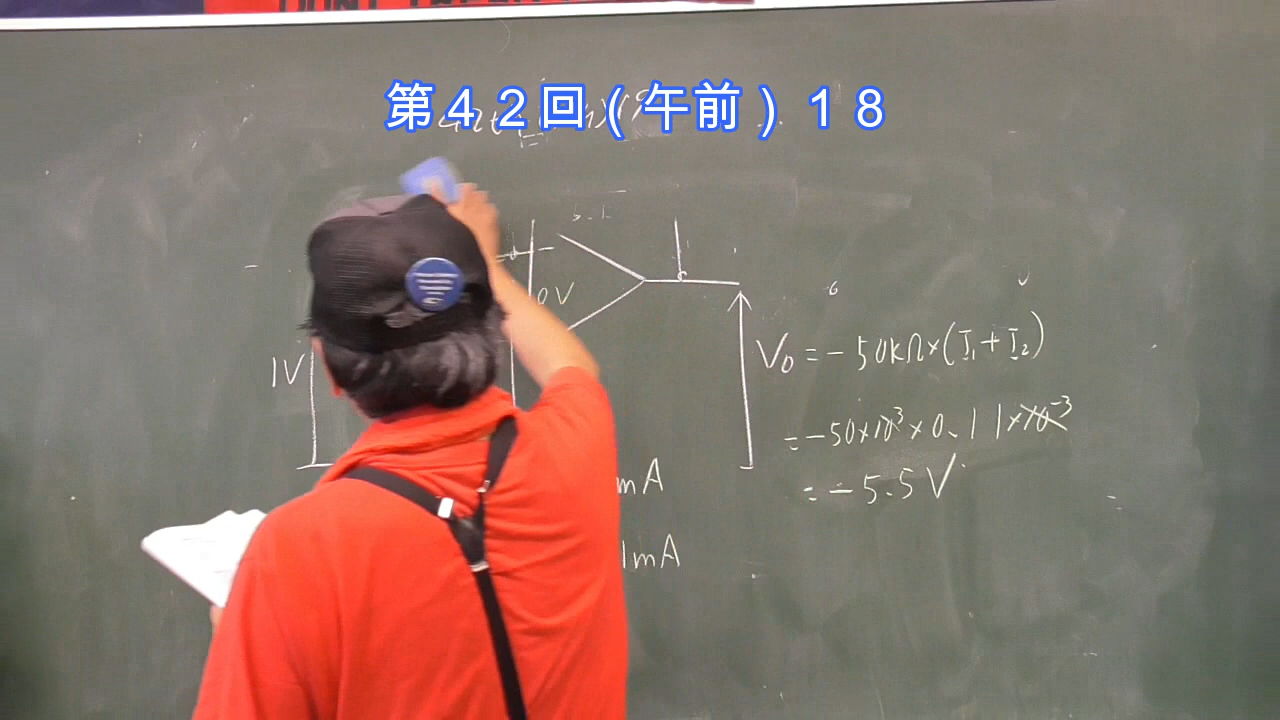 第４２回（午前）１８
0V
1V
V₀=-50kΩ×(I₁+I₂)
=-50×10³×0.11×10⁻³
=-5.5V
mA
1mA